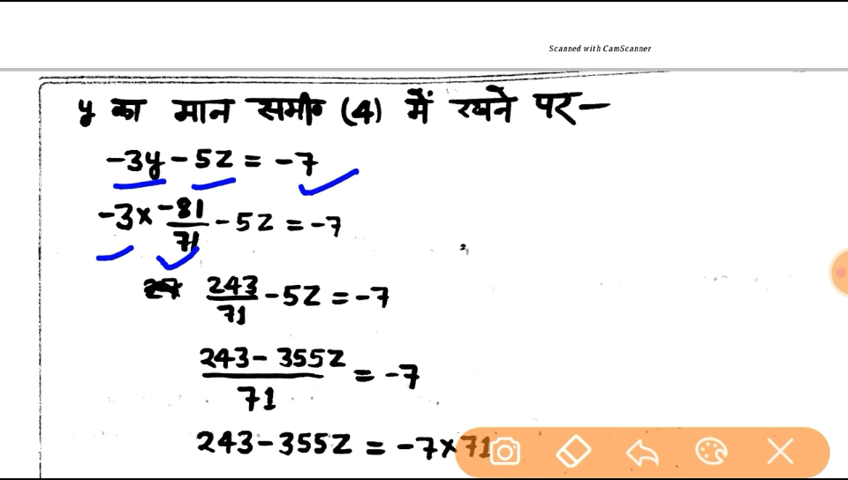 Scanned with CamScanner
y का मान समी० (4) में रखने पर-
-3y - 5z = -7
-3 × -81/71 - 5z = -7
243/71 - 5z = -7
243 - 355z/71 = -7
243 - 355z = -7 × 71